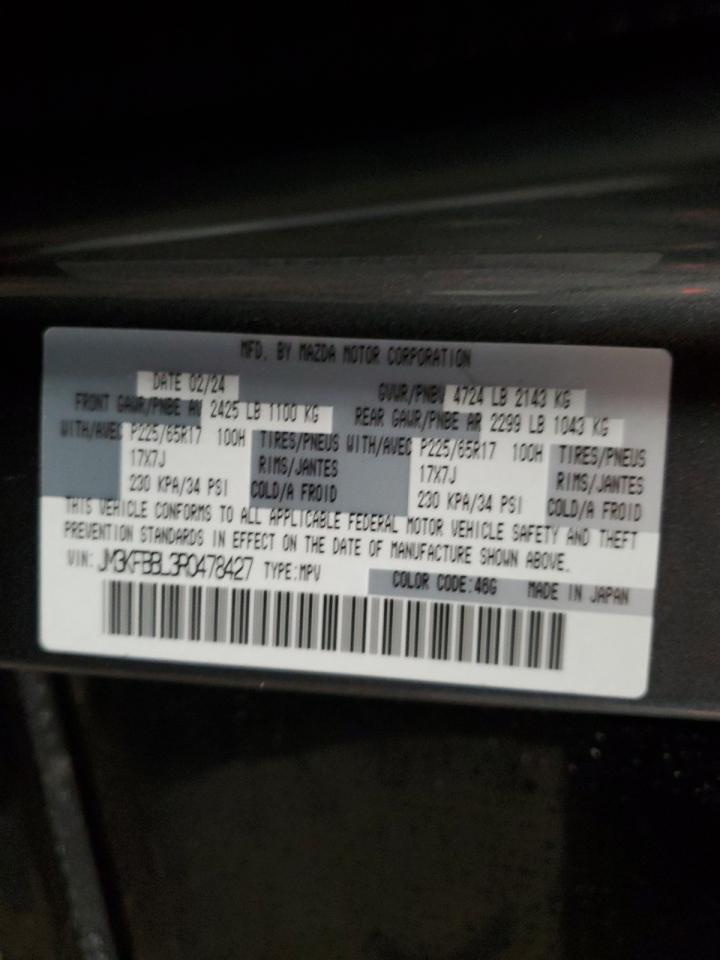 MFD. BY MAZDA MOTOR CORPORATION
DATE 02/24 GVWR/PNBV 4724 LB 2143 KG
FRONT GAWR/PNBE AV 2425 LB 1100 KG REAR GAWR/PNBE AR 2299 LB 1043 KG
WITH/AVEC P225/65R17 100H TIRES/PNEUS WITH/AVEC P225/65R17 100H TIRES/PNEUS
17X7J RIMS/JANTES 17X7J RIMS/JANTES
230 KPA/34 PSI COLD/A FROID 230 KPA/34 PSI COLD/A FROID
THIS VEHICLE CONFORMS TO ALL APPLICABLE FEDERAL MOTOR VEHICLE SAFETY AND THEFT
PREVENTION STANDARDS IN EFFECT ON THE DATE OF MANUFACTURE SHOWN ABOVE.
VIN: JM3KFBBL3R0478427 TYPE:MPV COLOR CODE:46G MADE IN JAPAN